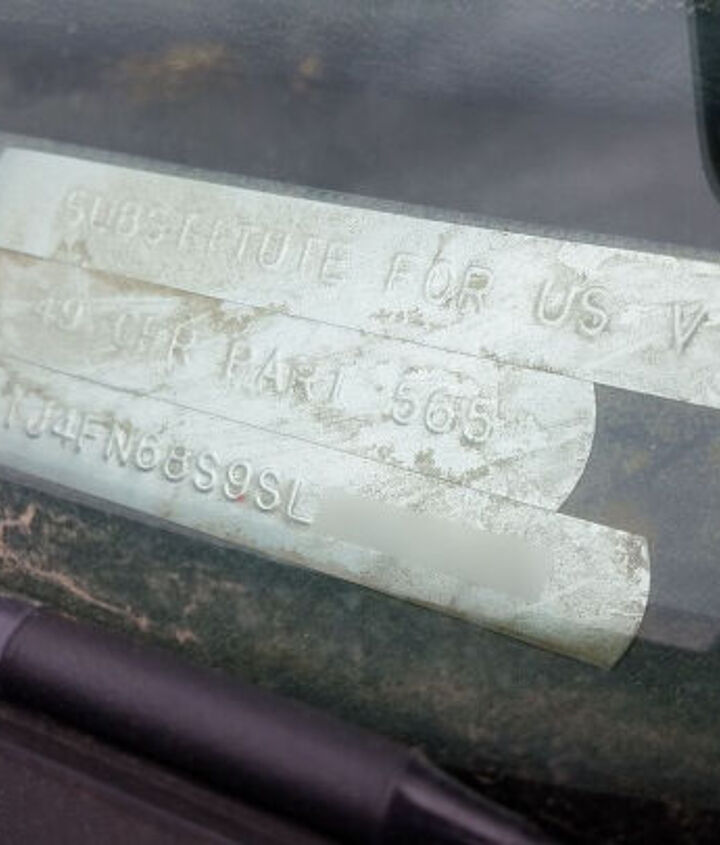 SUBSTITUTE FOR US V
49 CFR PART 565
1J4FN68S9SL